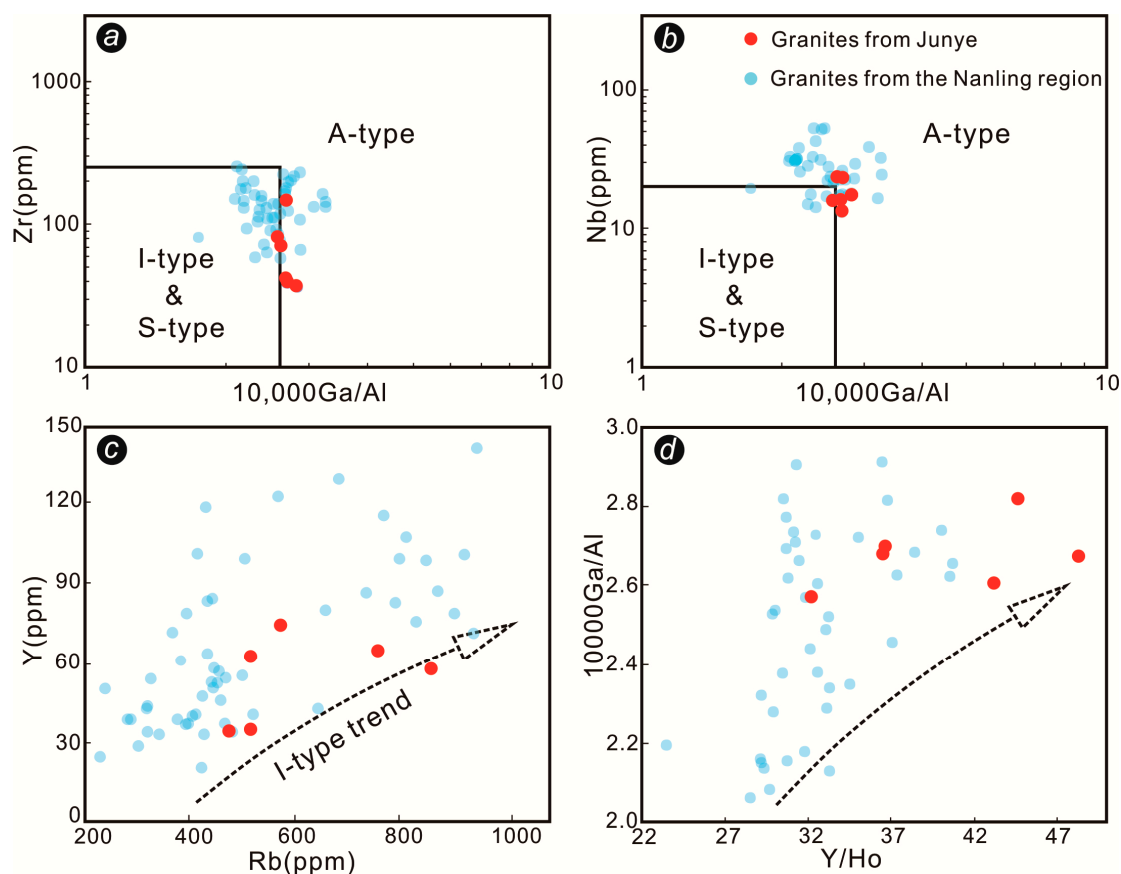 a
1000
100
10
Zr(ppm)
A-type
I-type
&
S-type
1
10
10,000Ga/Al
b
Granites from Junye
Granites from the Nanling region
100
10
1
Nb(ppm)
A-type
I-type
&
S-type
1
10
10,000Ga/Al
c
150
120
90
60
30
0
Y(ppm)
I-type trend
200
400
600
800
1000
Rb(ppm)
d
3.0
2.8
2.6
2.4
2.2
2.0
10000Ga/Al
22
27
32
37
42
47
Y/Ho